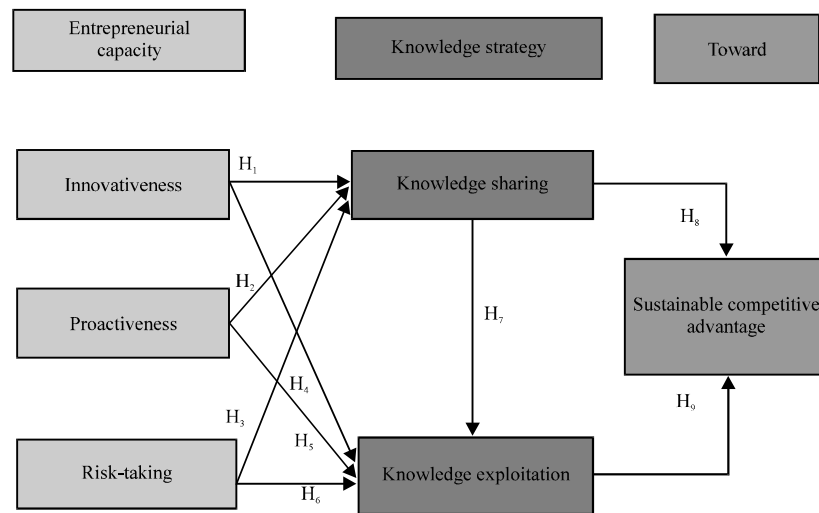 Entrepreneurial
capacity
Knowledge strategy
Toward
Innovativeness
H1
Knowledge sharing
H8
H2
Proactiveness
H7
Sustainable competitive
advantage
H4
H3
H9
H5
Risk-taking
H6
Knowledge exploitation